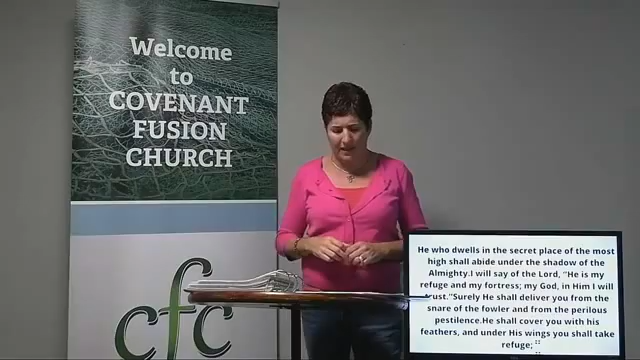 Welcome
to
COVENANT
FUSION
CHURCH
cfc
He who dwells in the secret place of the most
high shall abide under the shadow of the
Almighty.I will say of the Lord, "He is my
refuge and my fortress; my God, in Him I will
trust."Surely He shall deliver you from the
snare of the fowler and from the perilous
pestilence.He shall cover you with his
feathers, and under His wings you shall take
refuge;